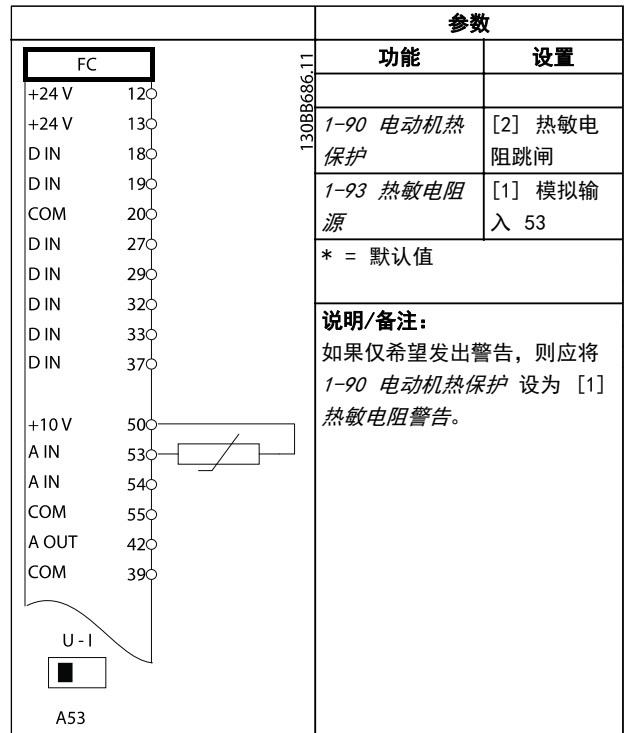 FC
+24 V 12
+24 V 13
D IN 18
D IN 19
COM 20
D IN 27
D IN 29
D IN 32
D IN 33
D IN 37
+10 V 50
A IN 53
A IN 54
COM 55
A OUT 42
COM 39
U - I
A53
130BB686.11
参数
功能 设置
1-90 电动机热 [2] 热敏电
保护 阻跳闸
1-93 热敏电阻 [1] 模拟输
源 入 53
* = 默认值
说明/备注：
如果仅希望发出警告，则应将
1-90 电动机热保护 设为 [1]
热敏电阻警告。